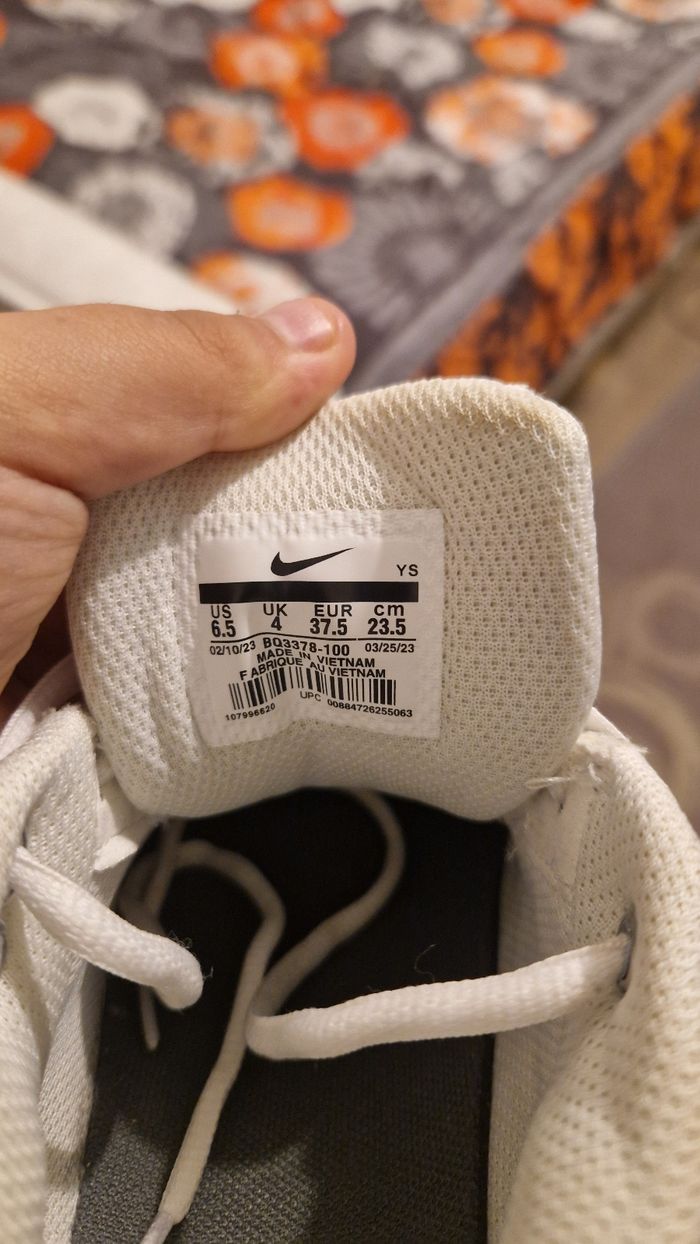 YS
US UK EUR cm
6.5 4 37.5 23.5
02/10/23 BQ3378-100 03/25/23
MADE IN VIETNAM
FABRIQUE AU VIETNAM
107996620 UPC 00884726255063